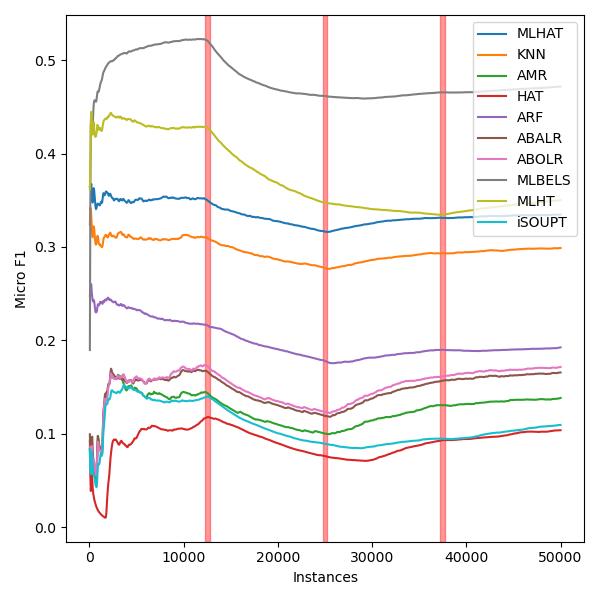 Micro F1
0.5
0.4
0.3
0.2
0.1
0.0
0
10000
20000
30000
40000
50000
Instances
MLHAT
KNN
AMR
HAT
ARF
ABALR
ABOLR
MLBELS
MLHT
iSOUPT